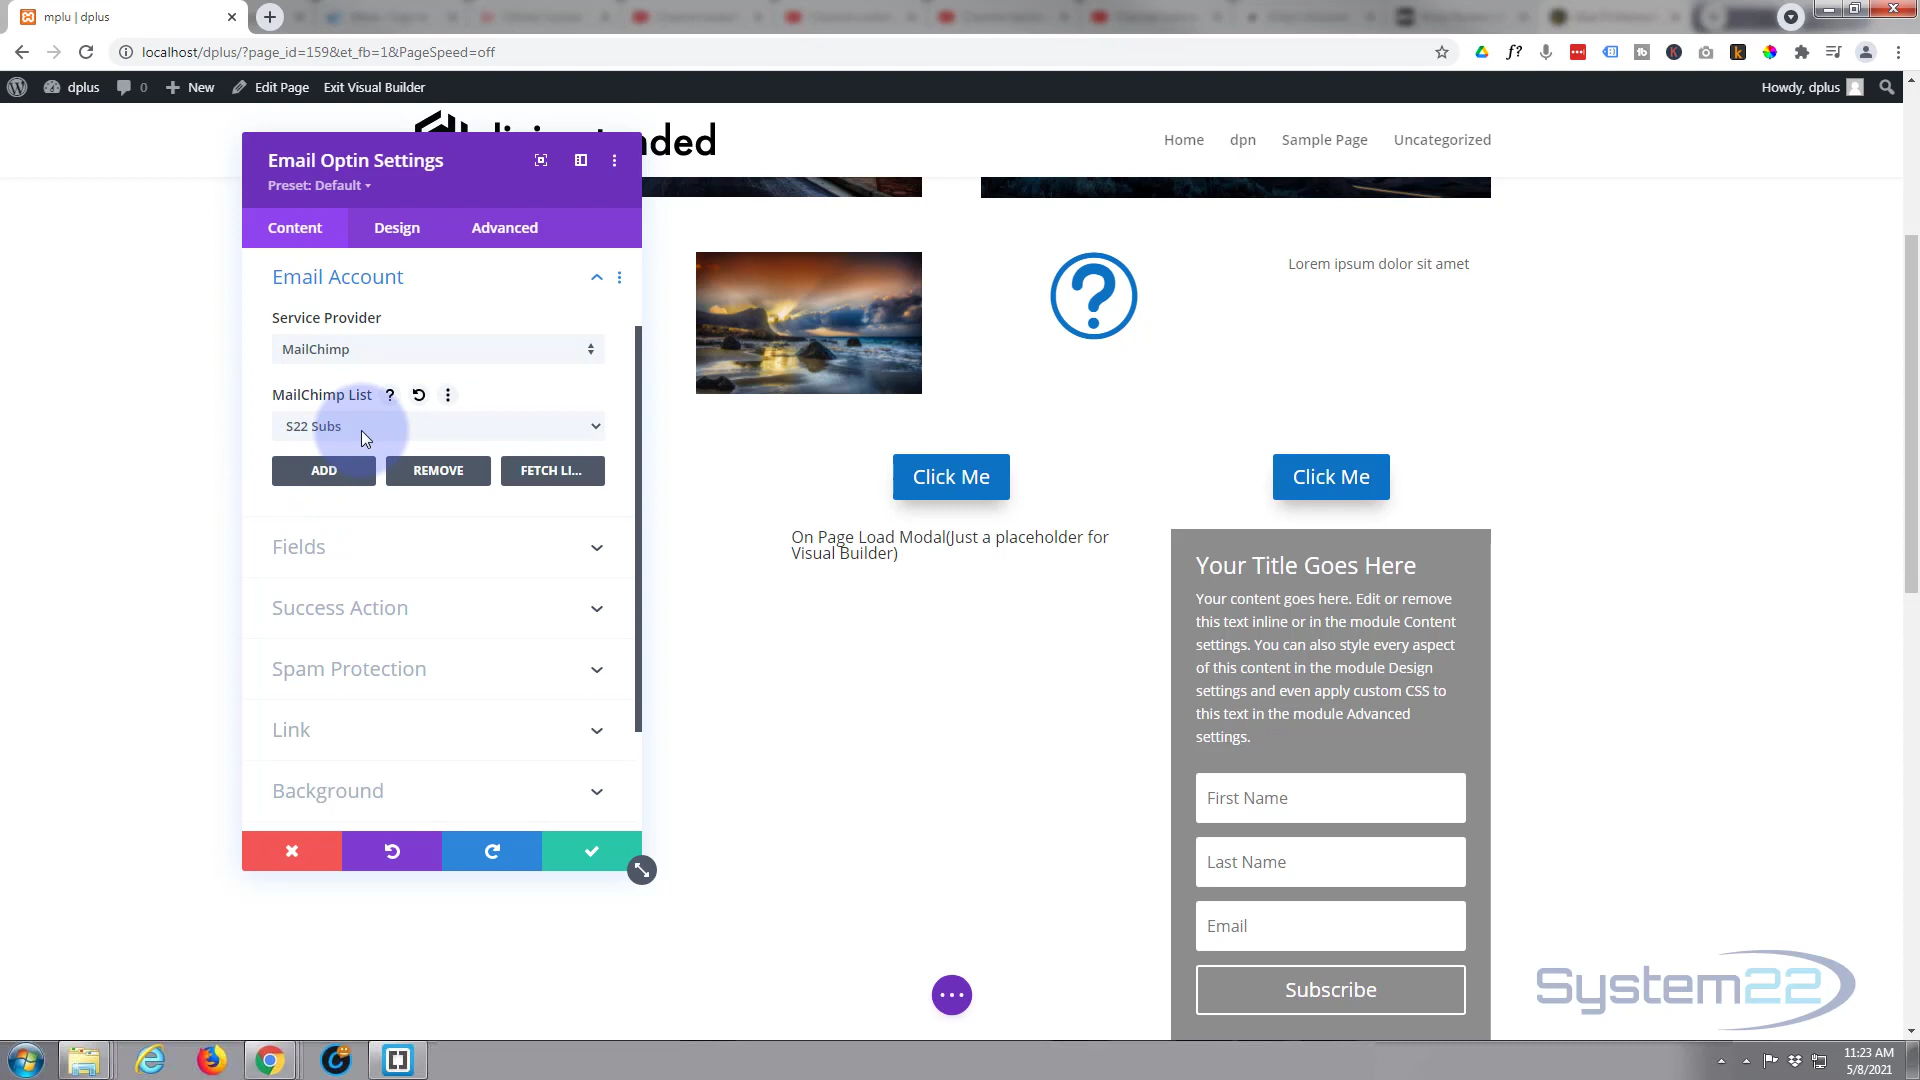 mplu | dplus
localhost/dplus/?page_id=159&et_fb=1&PageSpeed=off
dplus
0
New
Edit Page
Exit Visual Builder
Howdy, dplus
Home
dpn
Sample Page
Uncategorized
Email Optin Settings
Preset: Default
Content
Design
Advanced
Email Account
Service Provider
MailChimp
MailChimp List
S22 Subs
ADD
REMOVE
FETCH LI...
Fields
Success Action
Spam Protection
Link
Background
Lorem ipsum dolor sit amet
Click Me
Click Me
On Page Load Modal(Just a placeholder for
Visual Builder)
Your Title Goes Here
Your content goes here. Edit or remove
this text inline or in the module Content
settings. You can also style every aspect
of this content in the module Design
settings and even apply custom CSS to
this text in the module Advanced
settings.
First Name
Last Name
Email
Subscribe
System22
11:23 AM
5/8/2021